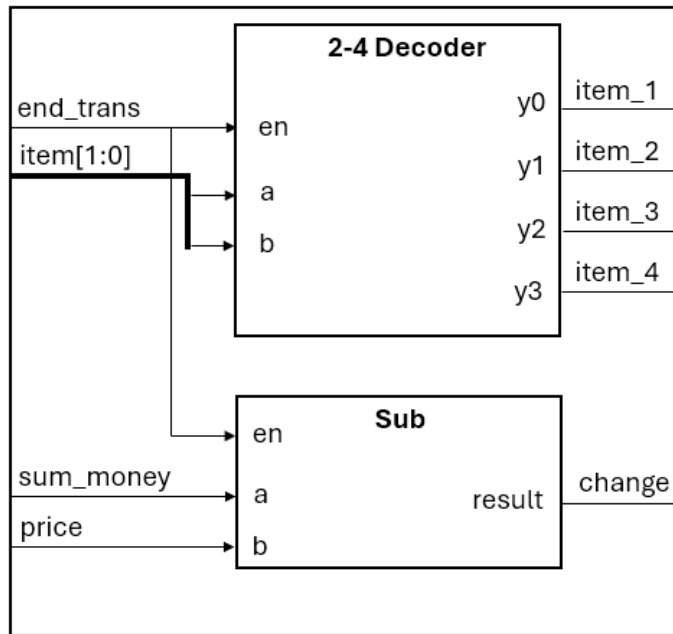 2-4 Decoder
end_trans
en
y0
item_1
item[1:0]
a
y1
item_2
b
y2
item_3
y3
item_4
Sub
en
sum_money
a
result
change
price
b